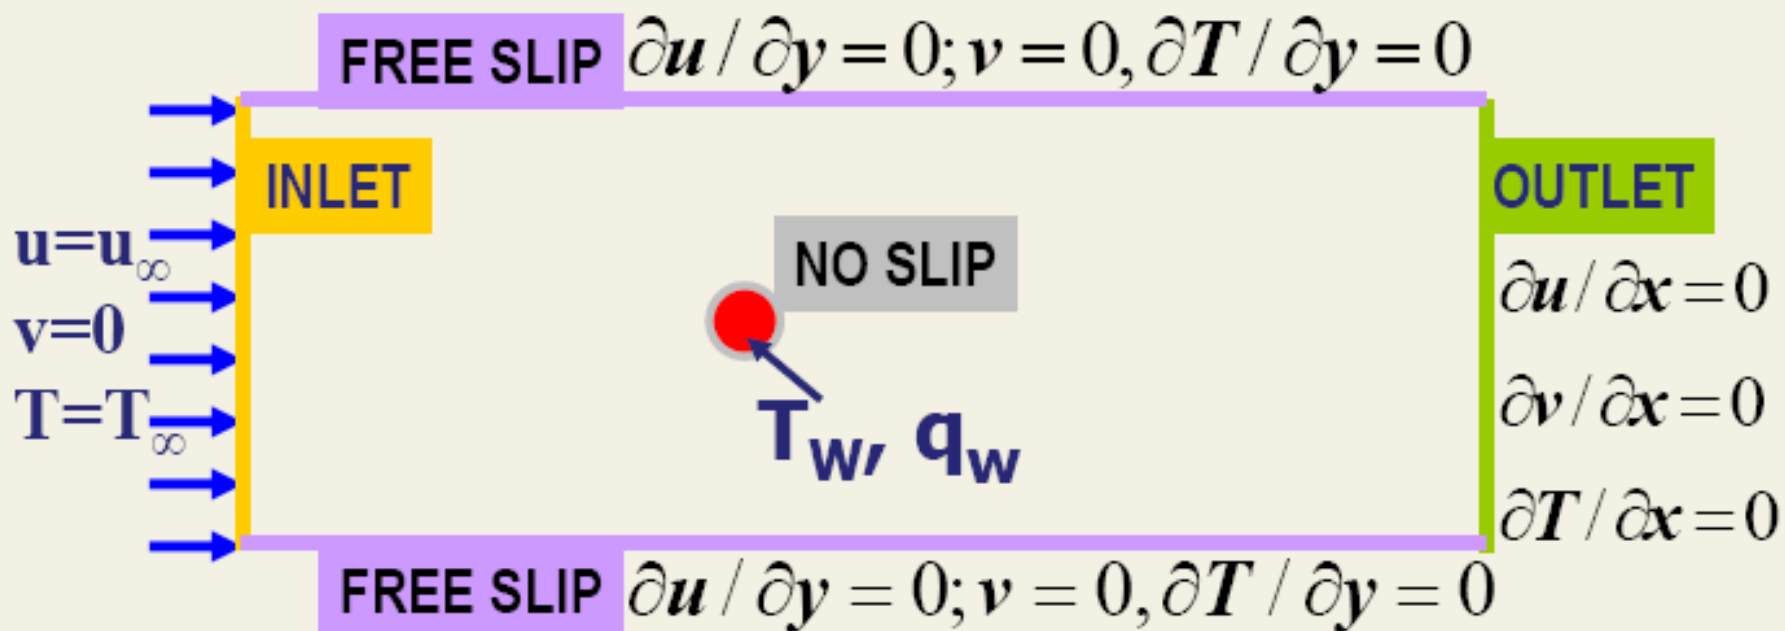 FREE SLIP ∂u / ∂y = 0; v = 0, ∂T / ∂y = 0
INLET
OUTLET
u=u∞
v=0
T=T∞
NO SLIP
Tw, qw
∂u / ∂x = 0
∂v / ∂x = 0
∂T / ∂x = 0
FREE SLIP ∂u / ∂y = 0; v = 0, ∂T / ∂y = 0